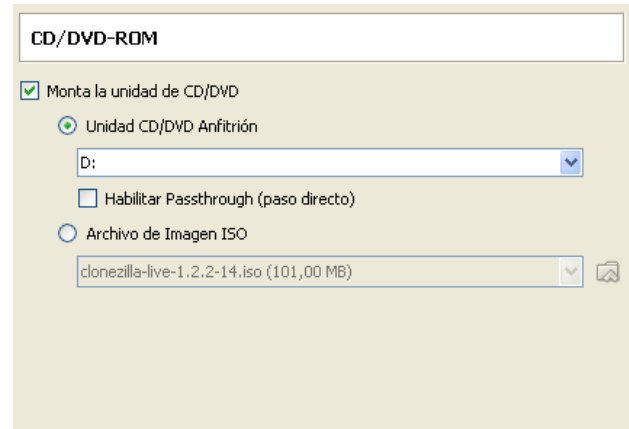 CD/DVD-ROM
Monta la unidad de CD/DVD
Unidad CD/DVD Anfitrión
D:
Habilitar Passthrough (paso directo)
Archivo de Imagen ISO
clonezilla-live-1.2.2-14.iso (101,00 MB)